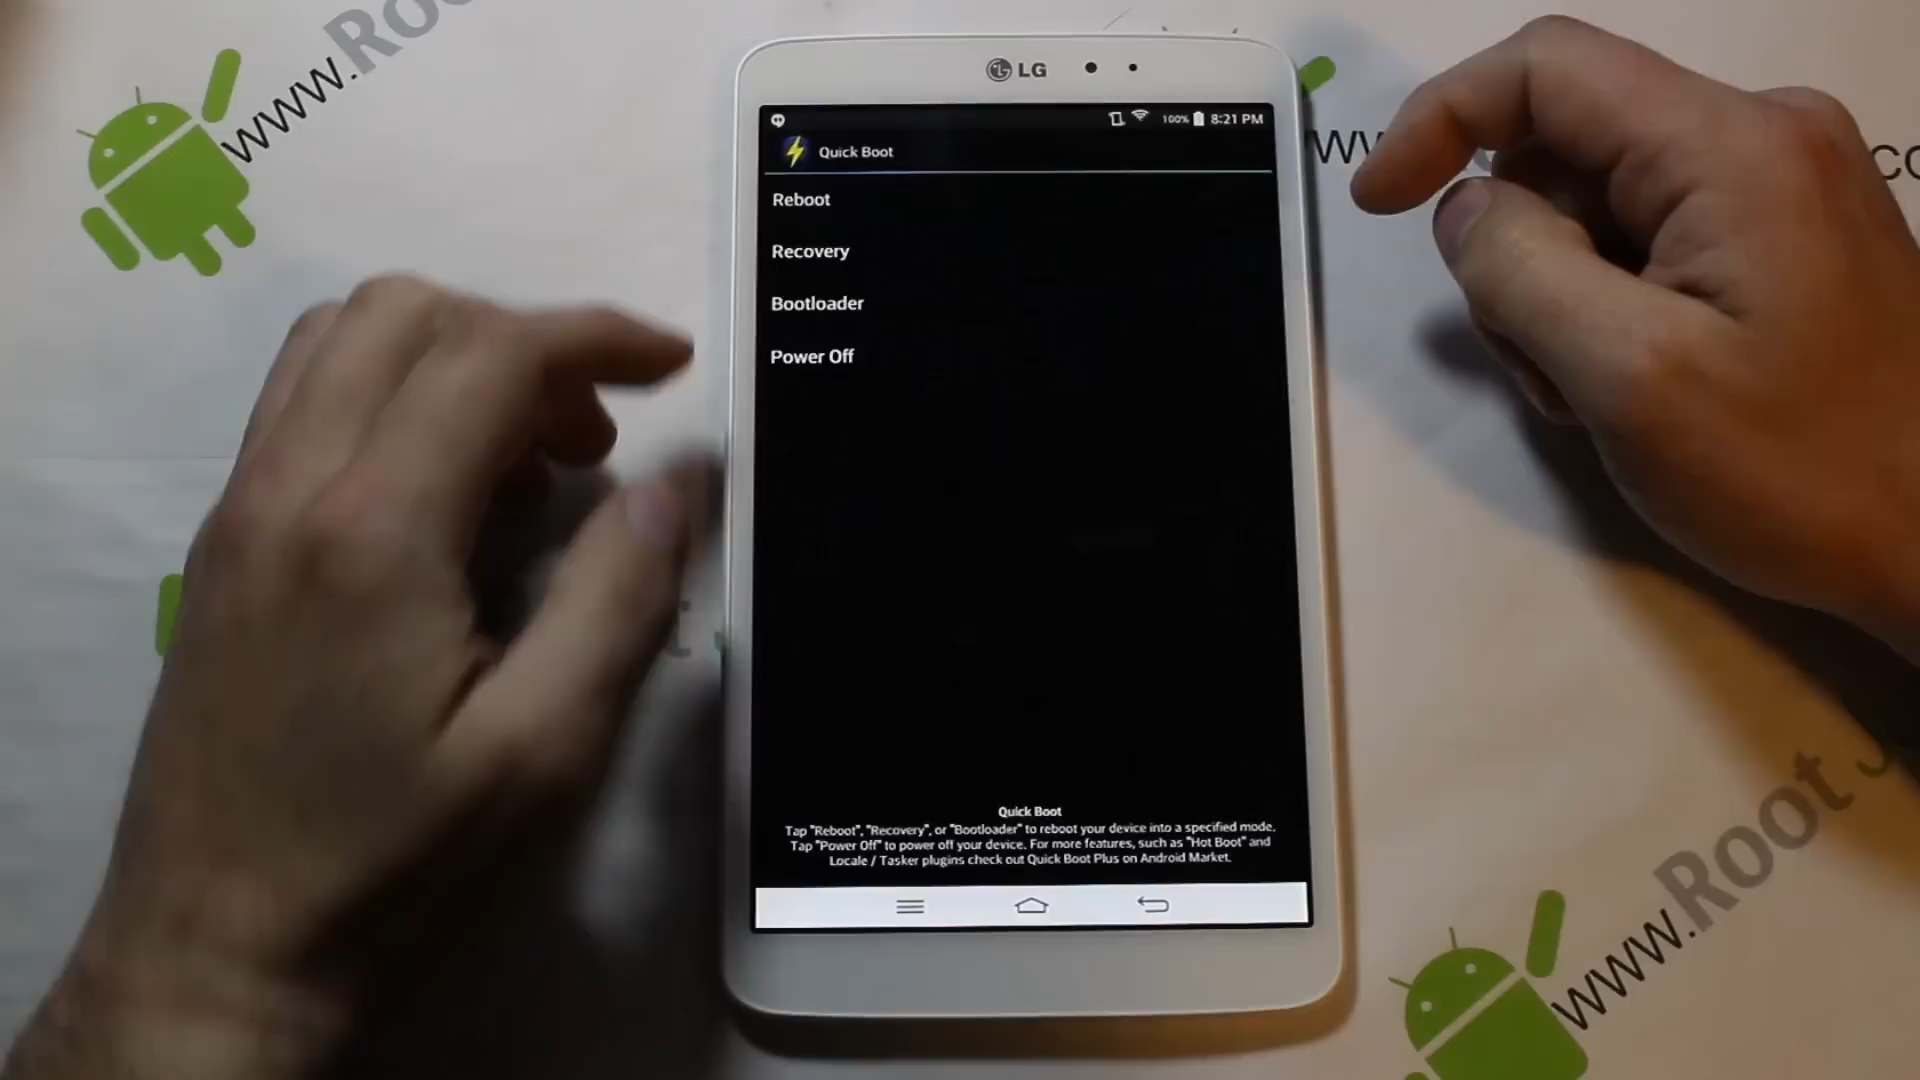 www.Roo
LG
100% 8:21 PM
Quick Boot
Reboot
Recovery
Bootloader
Power Off
Quick Boot
Tap "Reboot", "Recovery", or "Bootloader" to reboot your device into a specified mode.
Tap "Power Off" to power off your device. For more features, such as "Hot Boot" and
Locale / Tasker plugins check out Quick Boot Plus on Android Market.
www.Root J